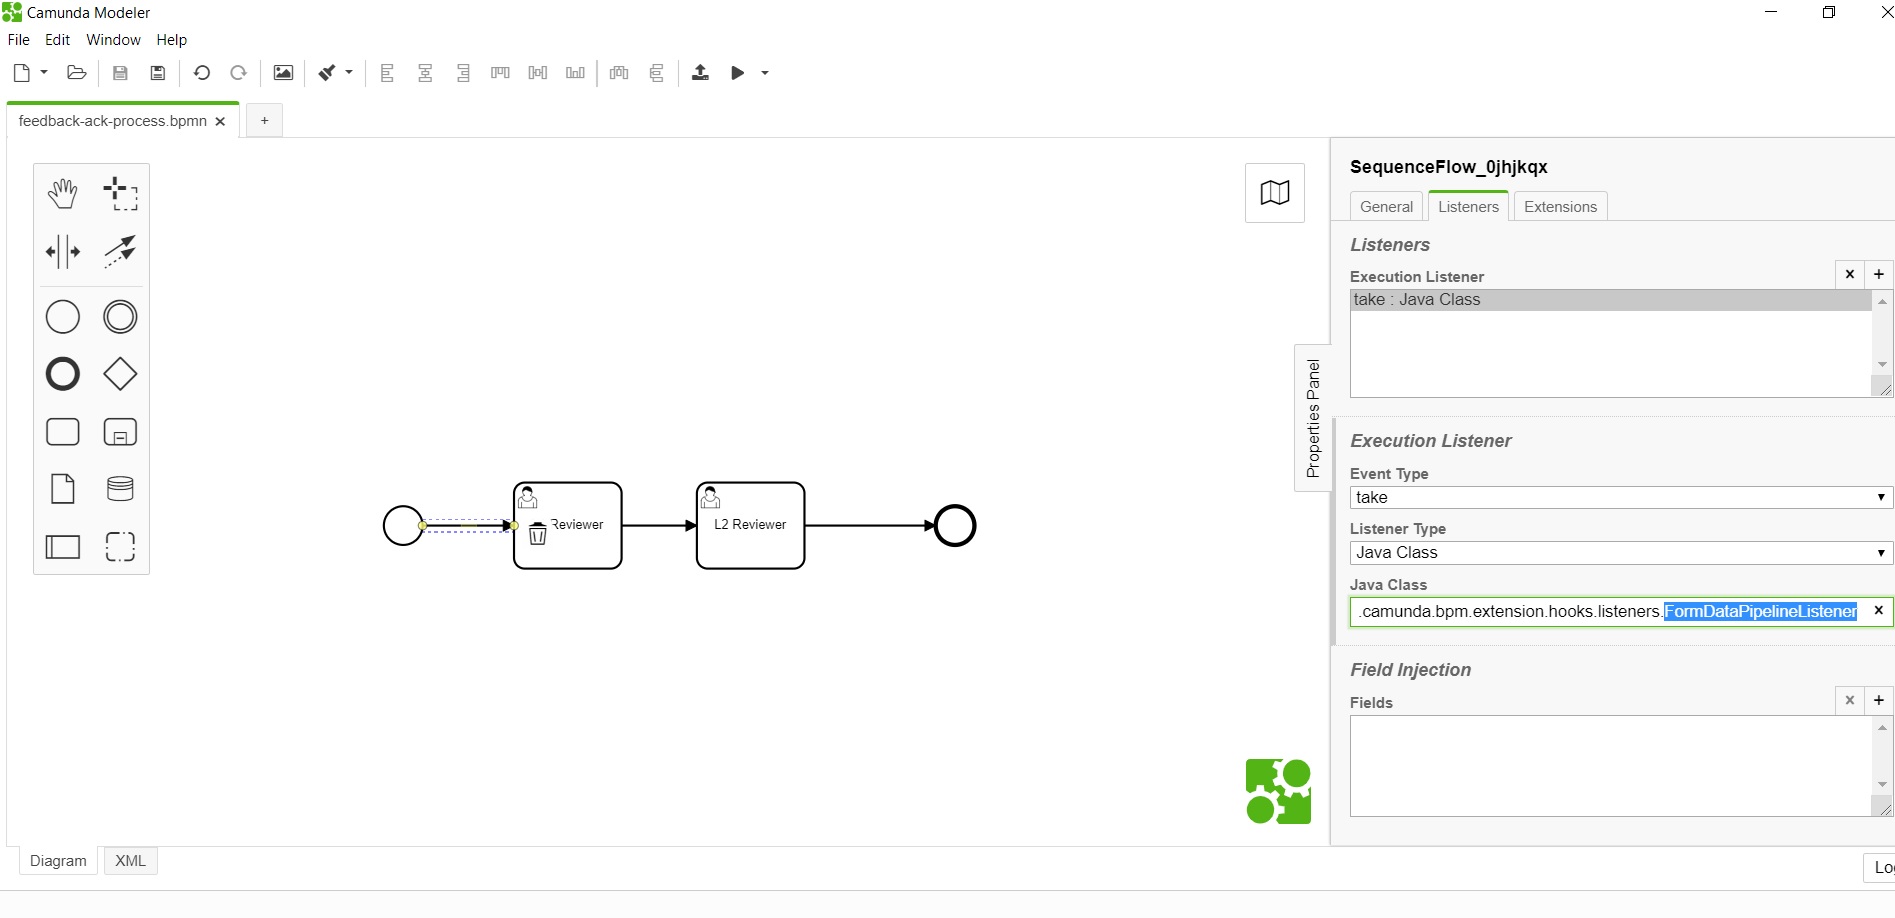 Camunda Modeler
File Edit Window Help
feedback-ack-process.bpmn
SequenceFlow_0jhjkqx
General Listeners Extensions
Listeners
Execution Listener
take : Java Class
Properties Panel
Execution Listener
Event Type
take
Listener Type
Java Class
Java Class
.camunda.bpm.extension.hooks.listeners.FormDataPipelineListener
Field Injection
Fields
Reviewer
L2 Reviewer
Diagram XML